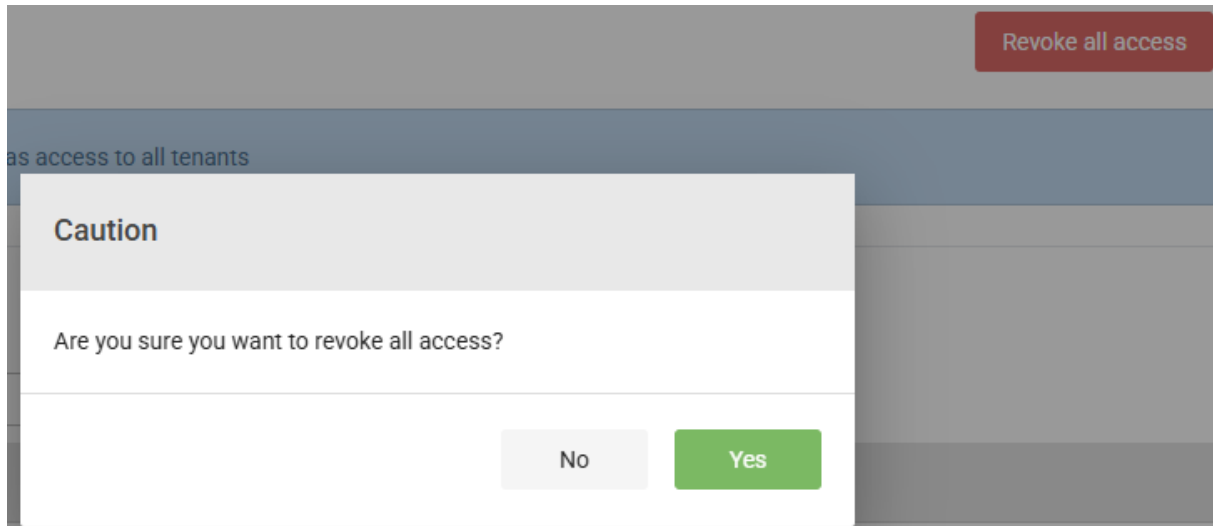 Revoke all access
as access to all tenants
Caution
Are you sure you want to revoke all access?
No
Yes